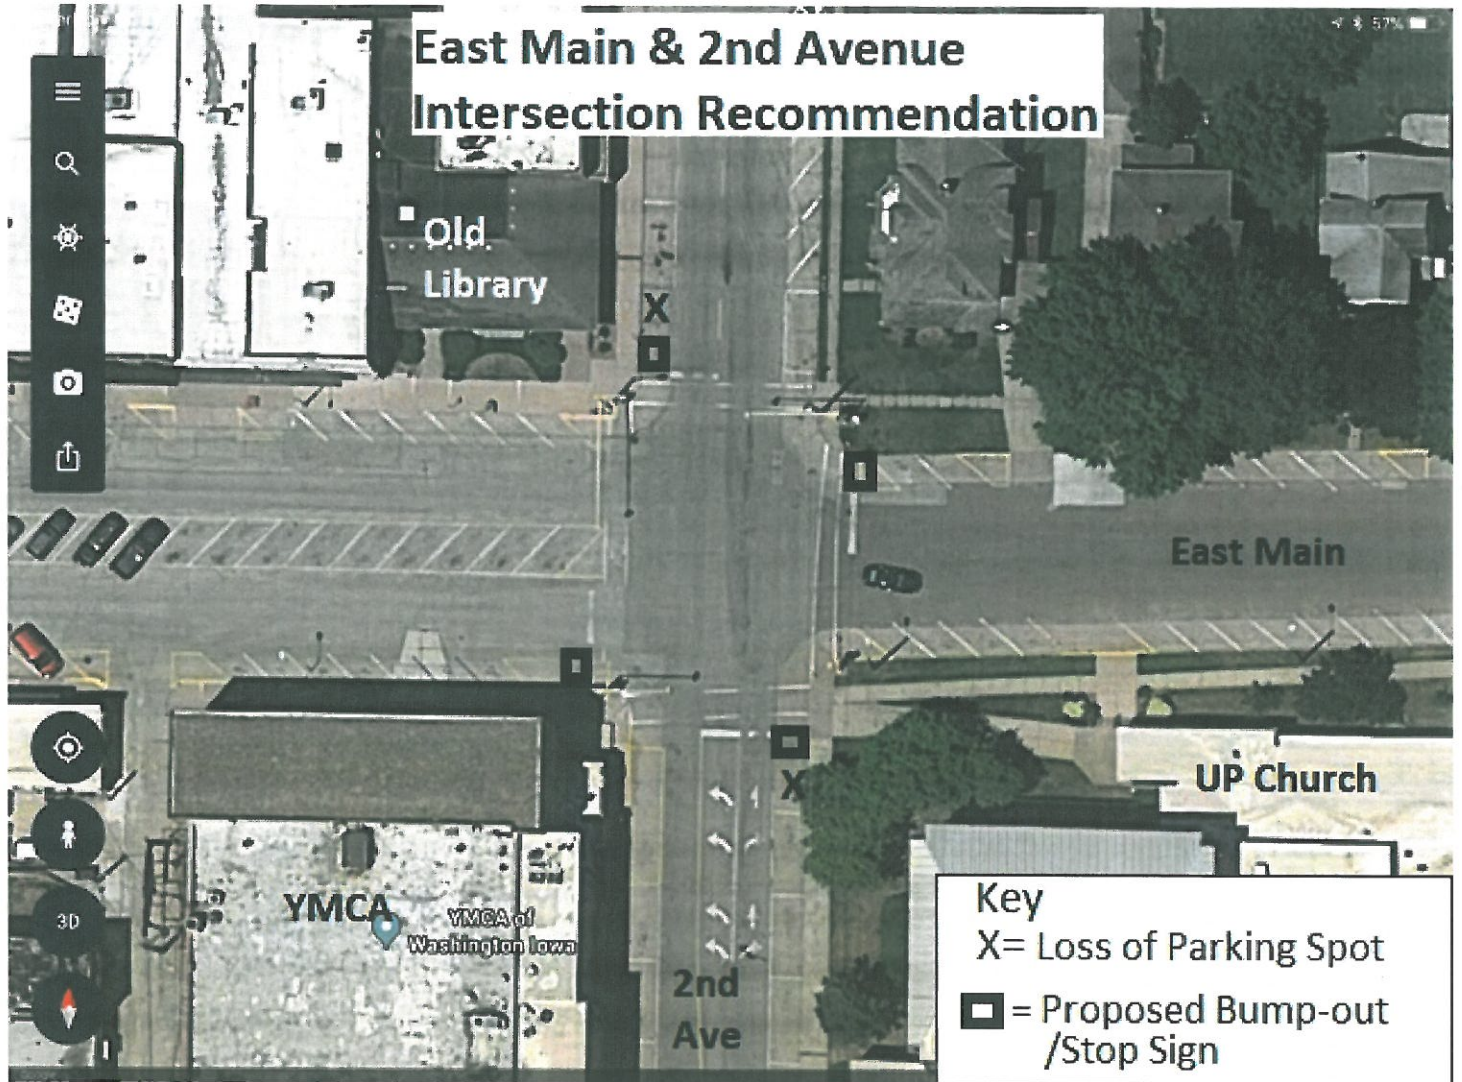 57%
East Main & 2nd Avenue
Intersection Recommendation
Old
Library
X
East Main
X
UP Church
YMCA
YMCA of
Washington Iowa
3D
2nd
Ave
Key
X= Loss of Parking Spot
= Proposed Bump-out
/Stop Sign